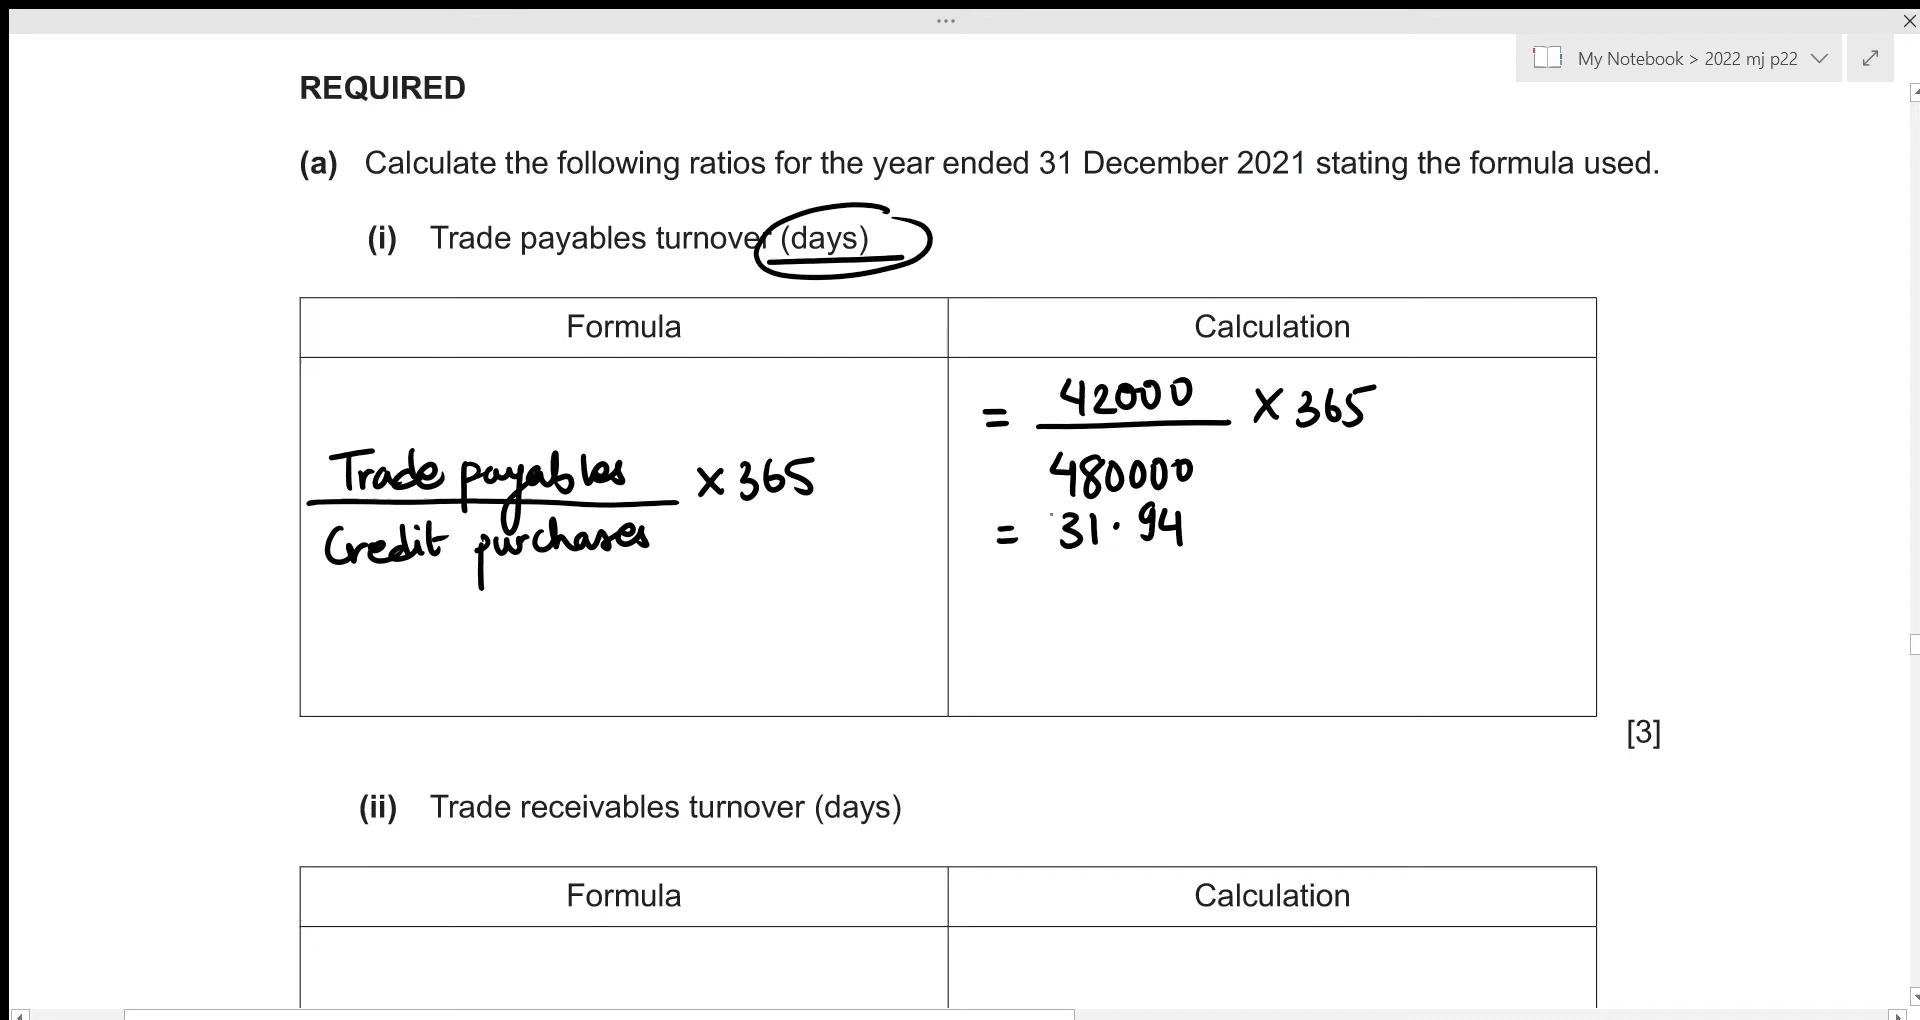 My Notebook > 2022 mj p22
REQUIRED
(a) Calculate the following ratios for the year ended 31 December 2021 stating the formula used.
(i) Trade payables turnover (days)
Formula Calculation
Trade payables × 365
Credit purchases
= 42000 × 365
480000
= 31.94
[3]
(ii) Trade receivables turnover (days)
Formula Calculation